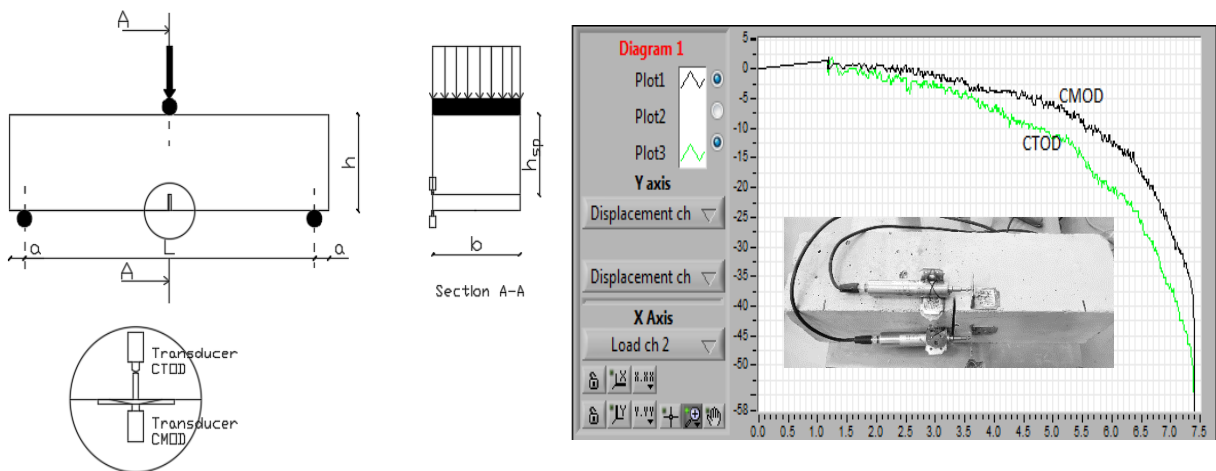 A
h
a
L
a
A
h sp
b
Section A-A
Transducer
CTOD
Transducer
CMOD
Diagram 1
Plot1
Plot2
Plot3
Y axis
Displacement ch
Displacement ch
X Axis
Load ch 2
X
X.XX
Y
Y.YY
5-
0-
-5-
-10-
-15-
-20-
-25-
-30-
-35-
-40-
-45-
-50-
-58-
CMOD
CTOD
0.0 0.5 1.0 1.5 2.0 2.5 3.0 3.5 4.0 4.5 5.0 5.5 6.0 6.5 7.0 7.5